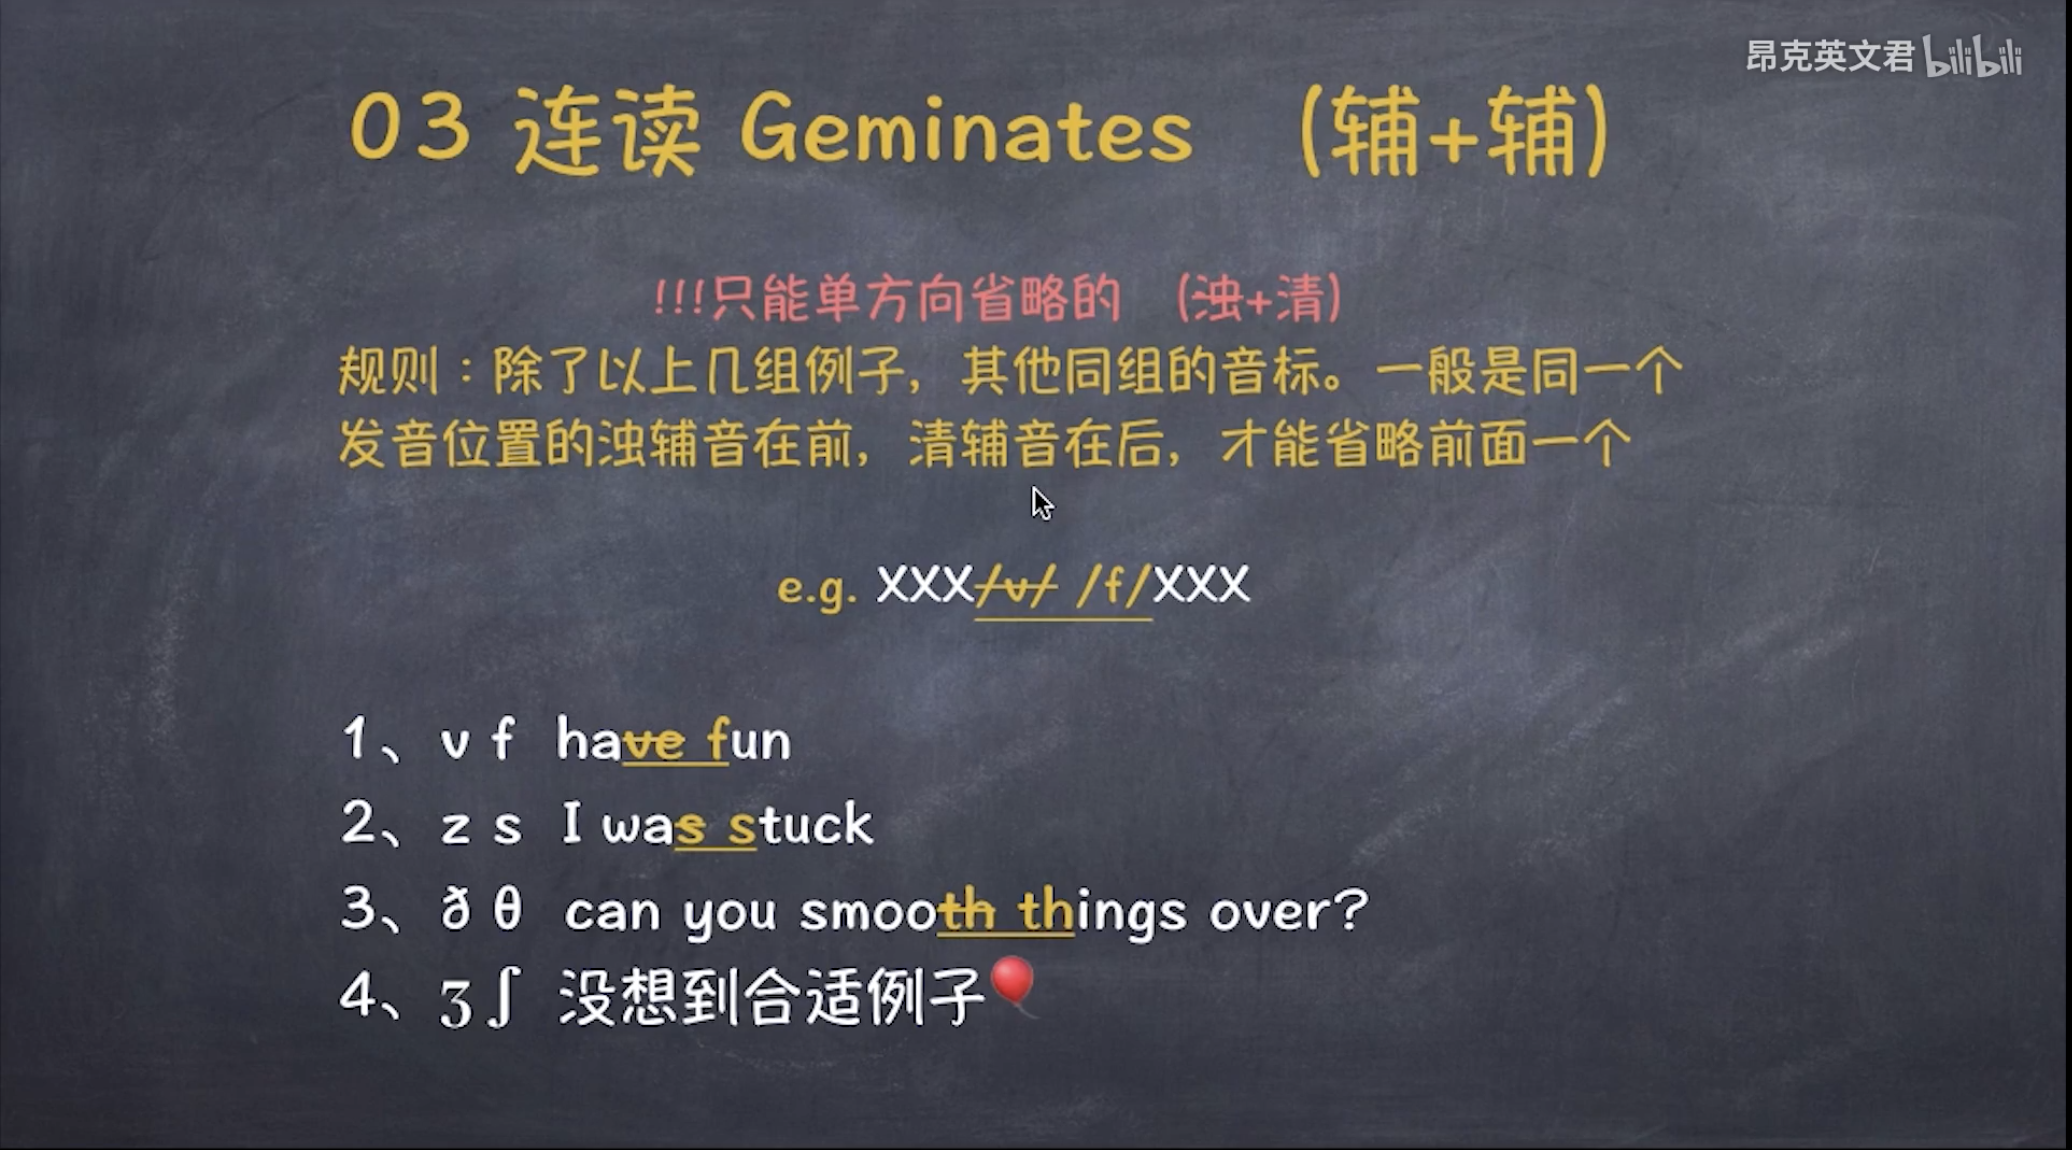 昂克英文君 bilibili
03 连读 Geminates （辅+辅）
!!!只能单方向省略的 （浊+清）
规则：除了以上几组例子，其他同组的音标。一般是同一个
发音位置的浊辅音在前，清辅音在后，才能省略前面一个
e.g. XXX/v/ /f/XXX
1、v f have fun
2、z s I was stuck
3、ð θ can you smooth things over?
4、ʒ ʃ 没想到合适例子